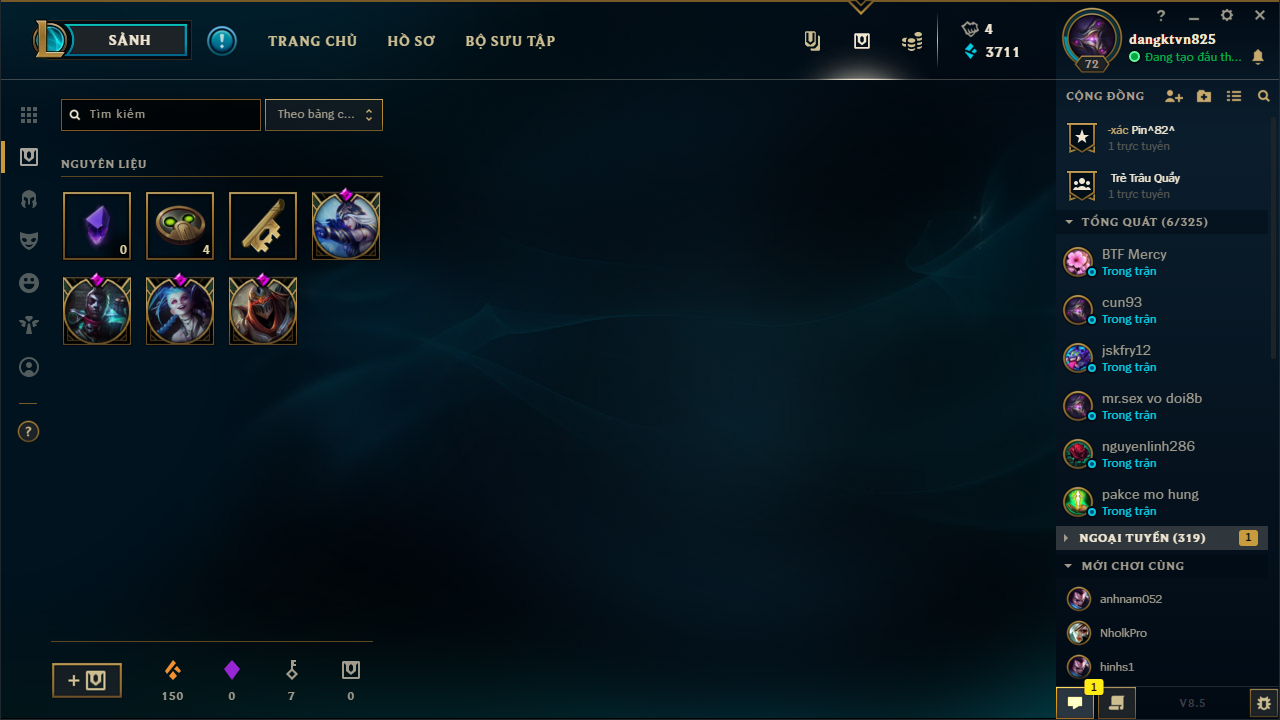 SẢNH
TRANG CHỦ
HỒ SƠ
BỘ SƯU TẬP
4
3711
72
dangktvn825
Đang tạo đấu th...
Tìm kiếm
Theo bảng c...
NGUYÊN LIỆU
0
4
150
0
7
0
CỘNG ĐỒNG
-xác Pin^82^
1 trực tuyến
Trẻ Trâu Quẩy
1 trực tuyến
TỔNG QUÁT (6/325)
BTF Mercy
Trong trận
cun93
Trong trận
jskfry12
Trong trận
mr.sex vo doi8b
Trong trận
nguyenlinh286
Trong trận
pakce mo hung
Trong trận
NGOẠI TUYẾN (319)
1
MỚI CHƠI CÙNG
anhnam052
NholkPro
hinhs1
1
V8.5